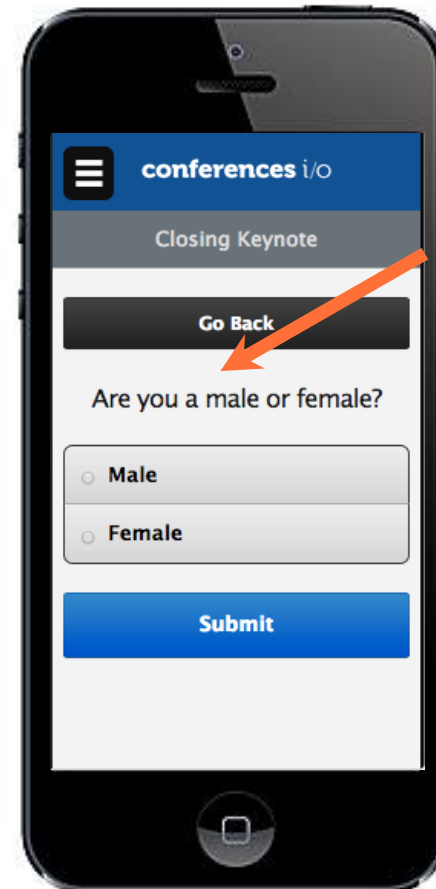 conferences i/o
Closing Keynote
Go Back
Are you a male or female?
Male
Female
Submit